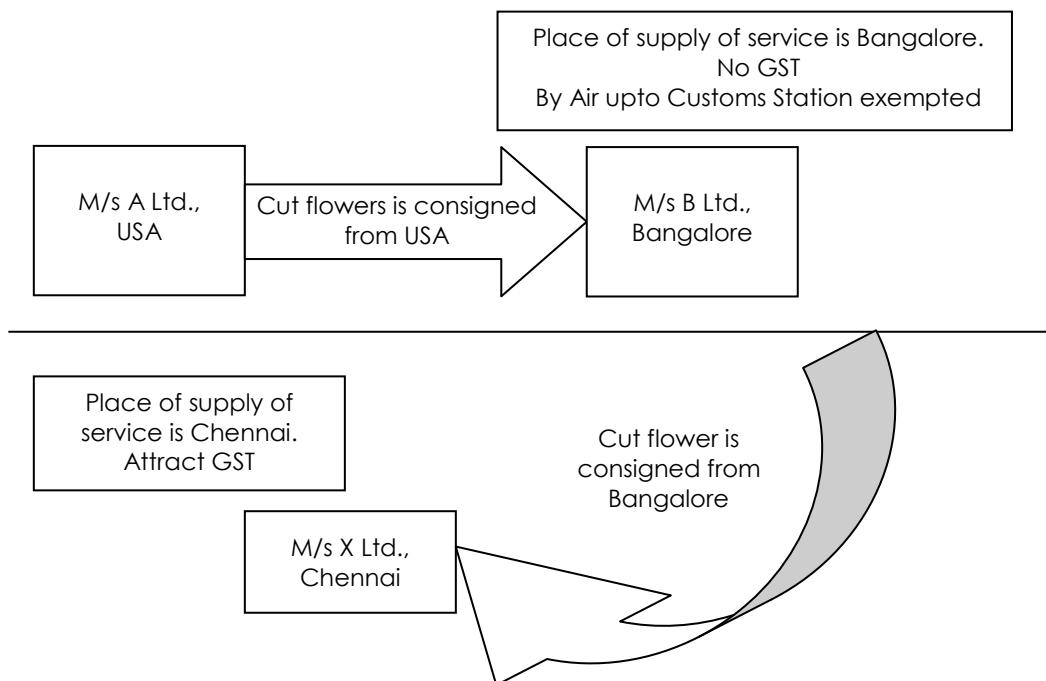 Place of supply of service is Bangalore.
No GST
By Air upto Customs Station exempted
M/s A Ltd.,
USA
Cut flowers is consigned
from USA
M/s B Ltd.,
Bangalore
Place of supply of
service is Chennai.
Attract GST
Cut flower is
consigned from
Bangalore
M/s X Ltd.,
Chennai